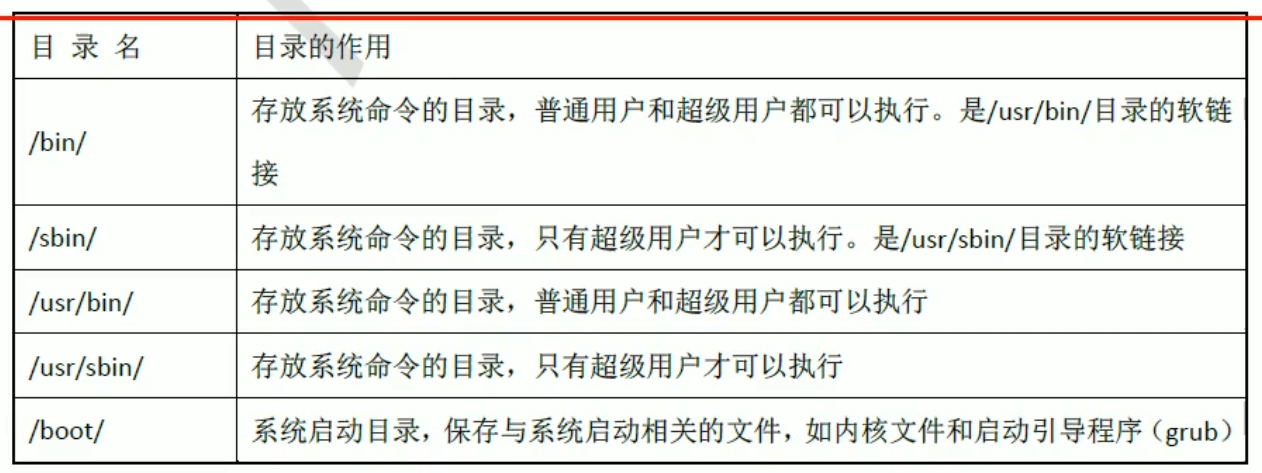 目 录 名
目录的作用
/bin/
存放系统命令的目录，普通用户和超级用户都可以执行。是/usr/bin/目录的软链
接
/sbin/
存放系统命令的目录，只有超级用户才可以执行。是/usr/sbin/目录的软链接
/usr/bin/
存放系统命令的目录，普通用户和超级用户都可以执行
/usr/sbin/
存放系统命令的目录，只有超级用户才可以执行
/boot/
系统启动目录，保存与系统启动相关的文件，如内核文件和启动引导程序（grub）